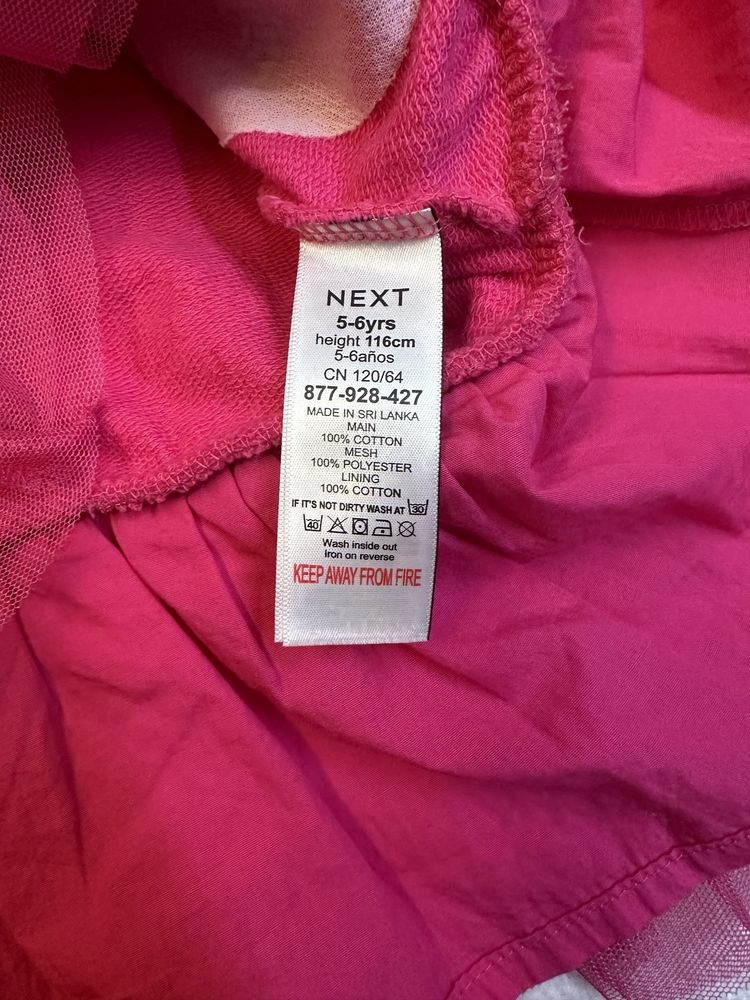 NEXT
5-6yrs
height 116cm
5-6años
CN 120/64
877-928-427
MADE IN SRI LANKA
MAIN
100% COTTON
MESH
100% POLYESTER
LINING
100% COTTON
IF IT'S NOT DIRTY WASH AT 30
40
Wash inside out
Iron on reverse
KEEP AWAY FROM FIRE